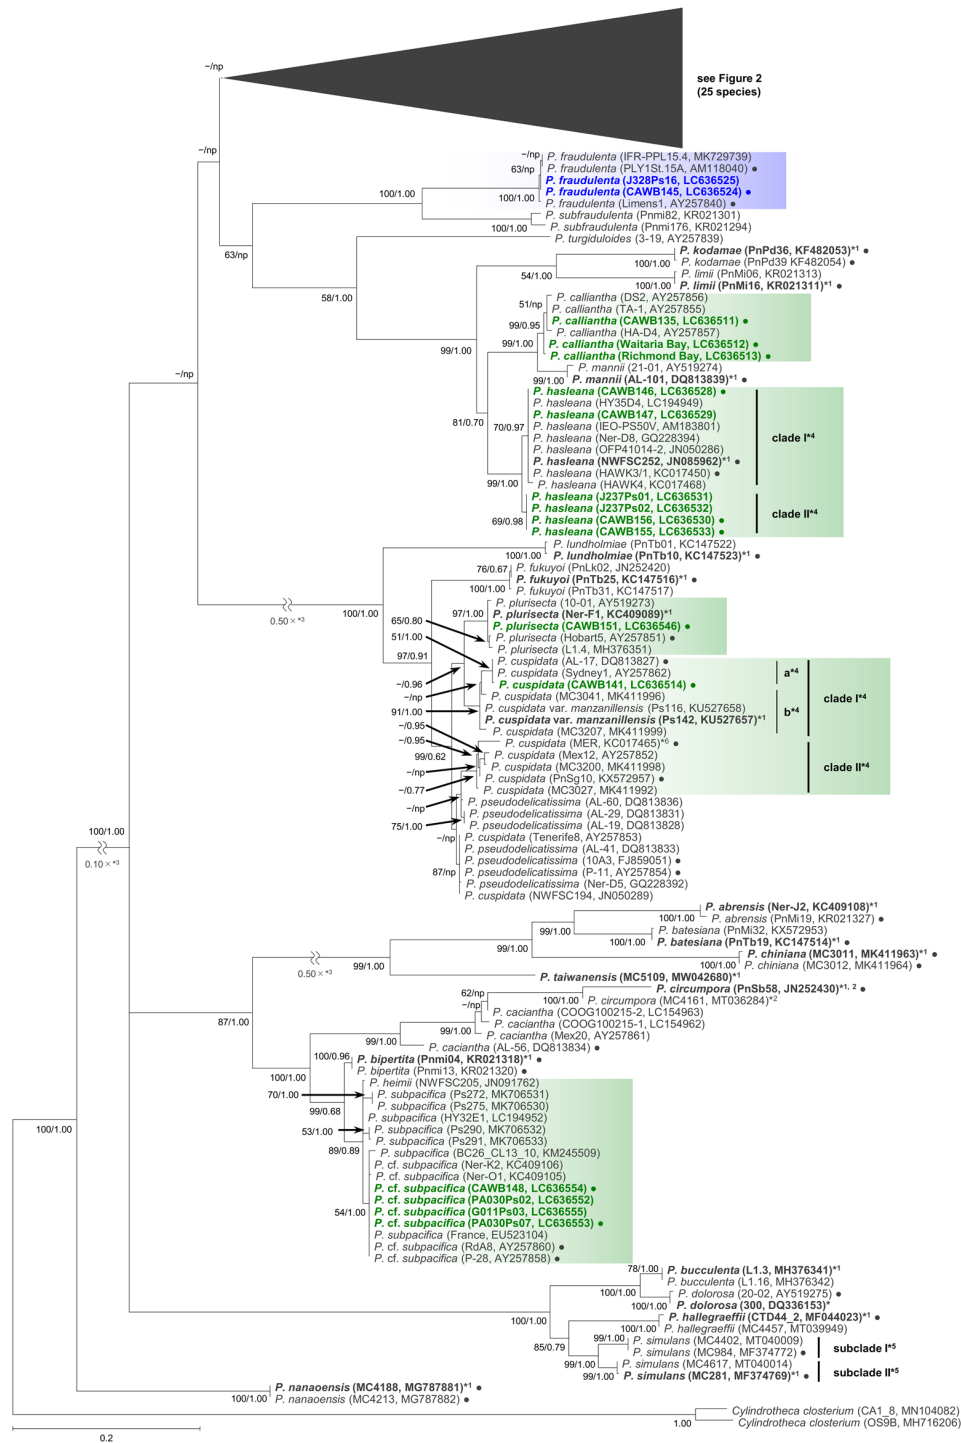 −/np
see Figure 2
(25 species)
−/np
−/np
P. fraudulenta (IFR-PPL15.4, MK729739)
63/np
P. fraudulenta (PLY1St.15A, AM118040) ●
P. fraudulenta (J328Ps16, LC636525)
100/1.00
100/1.00
P. fraudulenta (CAWB145, LC636524) ●
P. fraudulenta (Limens1, AY257840) ●
P. subfraudulenta (Pnmi82, KR021301)
100/1.00
P. subfraudulenta (Pnmi176, KR021294)
P. turgiduloides (3-19, AY257839)
63/np
P. kodamae (PnPd36, KF482053)*1 ●
100/1.00
P. kodamae (PnPd39 KF482054) ●
54/1.00
P. limii (PnMi06, KR021313)
100/1.00
P. limii (PnMi16, KR021311)*1 ●
58/1.00
P. calliantha (DS2, AY257856)
51/np
P. calliantha (TA-1, AY257855)
P. calliantha (CAWB135, LC636511) ●
99/0.95
P. calliantha (HA-D4, AY257857)
99/1.00
99/1.00
P. calliantha (Waitaria Bay, LC636512) ●
P. calliantha (Richmond Bay, LC636513) ●
P. mannii (21-01, AY519274)
−/np
99/1.00
P. mannii (AL-101, DQ813839)*1 ●
P. hasleana (CAWB146, LC636528) ●
P. hasleana (HY35D4, LC194949)
P. hasleana (CAWB147, LC636529)
81/0.70
70/0.97
P. hasleana (IEO-PS50V, AM183801)
P. hasleana (Ner-D8, GQ228394)
clade I*4
P. hasleana (OFP41014-2, JN050286)
P. hasleana (NWFSC252, JN085962)*1 ●
P. hasleana (HAWK3/1, KC017450) ●
99/1.00
P. hasleana (HAWK4, KC017468)
P. hasleana (J237Ps01, LC636531)
P. hasleana (J237Ps02, LC636532)
clade II*4
69/0.98
P. hasleana (CAWB156, LC636530) ●
P. hasleana (CAWB155, LC636533) ●
P. lundholmiae (PnTb01, KC147522)
100/1.00
P. lundholmiae (PnTb10, KC147523)*1 ●
76/0.67
P. fukuyoi (PnLk02, JN252420)
P. fukuyoi (PnTb25, KC147516)*1 ●
100/1.00
P. fukuyoi (PnTb31, KC147517)
0.50×*3
100/1.00
P. plurisecta (10-01, AY519273)
97/1.00
P. plurisecta (Ner-F1, KC409089)*1
65/0.80
P. plurisecta (CAWB151, LC636546) ●
51/1.00
P. plurisecta (Hobart5, AY257851) ●
P. plurisecta (L1.4, MH376351)
97/0.91
P. cuspidata (AL-17, DQ813827) ●
P. cuspidata (Sydney1, AY257862)
a*4
−/0.96
P. cuspidata (CAWB141, LC636514) ●
−/np
P. cuspidata (MC3041, MK411996)
clade I*4
91/1.00
P. cuspidata var. manzanillensis (Ps116, KU527658)
b*4
P. cuspidata var. manzanillensis (Ps142, KU527657)*1
−/0.95
P. cuspidata (MC3207, MK411999)
−/0.95
P. cuspidata (MER, KC017465)*6 ●
99/0.62
P. cuspidata (Mex12, AY257852)
−/np
P. cuspidata (MC3200, MK411998)
clade II*4
P. cuspidata (PnSg10, KX572957) ●
−/0.77
P. cuspidata (MC3027, MK411992)
−/np
P. pseudodelicatissima (AL-60, DQ813836)
P. pseudodelicatissima (AL-29, DQ813831)
75/1.00
P. pseudodelicatissima (AL-19, DQ813828)
100/1.00
−/np
P. cuspidata (Tenerife8, AY257853)
P. pseudodelicatissima (AL-41, DQ813833)
0.10×*3
P. pseudodelicatissima (10A3, FJ859051) ●
87/np
P. pseudodelicatissima (P-11, AY257854) ●
P. pseudodelicatissima (Ner-D5, GQ228392)
P. cuspidata (NWFSC194, JN050289)
P. abrensis (Ner-J2, KC409108)*1
100/1.00
P. abrensis (PnMi19, KR021327) ●
99/1.00
P. batesiana (PnMi32, KX572953)
100/1.00
P. batesiana (PnTb19, KC147514)*1 ●
99/1.00
P. chiniana (MC3011, MK411963)*1 ●
100/1.00
P. chiniana (MC3012, MK411964) ●
0.50×*3
99/1.00
P. taiwanensis (MC5109, MW042680)*1
P. circumpora (PnSb58, JN252430)*1, 2 ●
62/np
100/1.00
P. circumpora (MC4161, MT036284)*2
−/np
P. caciantha (COOG100215-2, LC154963)
87/1.00
P. caciantha (COOG100215-1, LC154962)
99/1.00
P. caciantha (Mex20, AY257861)
99/1.00
P. caciantha (AL-56, DQ813834) ●
100/0.96
P. bipertita (Pnmi04, KR021318)*1 ●
P. bipertita (Pnmi13, KR021320) ●
100/1.00
P. heimii (NWFSC205, JN091762)
70/1.00
P. subpacifica (Ps272, MK706531)
P. subpacifica (Ps275, MK706530)
99/0.68
P. subpacifica (HY32E1, LC194952)
53/1.00
P. subpacifica (Ps290, MK706532)
100/1.00
P. subpacifica (Ps291, MK706533)
89/0.89
P. subpacifica (BC26_CL13_10, KM245509)
P. cf. subpacifica (Ner-K2, KC409106)
P. cf. subpacifica (Ner-O1, KC409105)
P. cf. subpacifica (CAWB148, LC636554) ●
P. cf. subpacifica (PA030Ps02, LC636552)
54/1.00
P. cf. subpacifica (G011Ps03, LC636555)
P. cf. subpacifica (PA030Ps07, LC636553) ●
P. subpacifica (France, EU523104)
P. cf. subpacifica (RdA8, AY257860) ●
P. cf. subpacifica (P-28, AY257858) ●
78/1.00
P. bucculenta (L1.3, MH376341)*1
P. bucculenta (L1.16, MH376342)
100/1.00
P. dolorosa (20-02, AY519275) ●
100/1.00
P. dolorosa (300, DQ336153)*
100/1.00
P. hallegraeffii (CTD44_2, MF044023)*1 ●
100/1.00
P. hallegraeffii (MC4457, MT039949)
99/1.00
P. simulans (MC4402, MT040009)
85/0.79
subclade I*5
P. simulans (MC984, MF374772) ●
99/1.00
P. simulans (MC4617, MT040014)
subclade II*5
99/1.00
P. simulans (MC281, MF374769)*1 ●
P. nanaoensis (MC4188, MG787881)*1 ●
100/1.00
P. nanaoensis (MC4213, MG787882) ●
Cylindrotheca closterium (CA1_8, MN104082)
1.00
Cylindrotheca closterium (OS9B, MH716206)
0.2